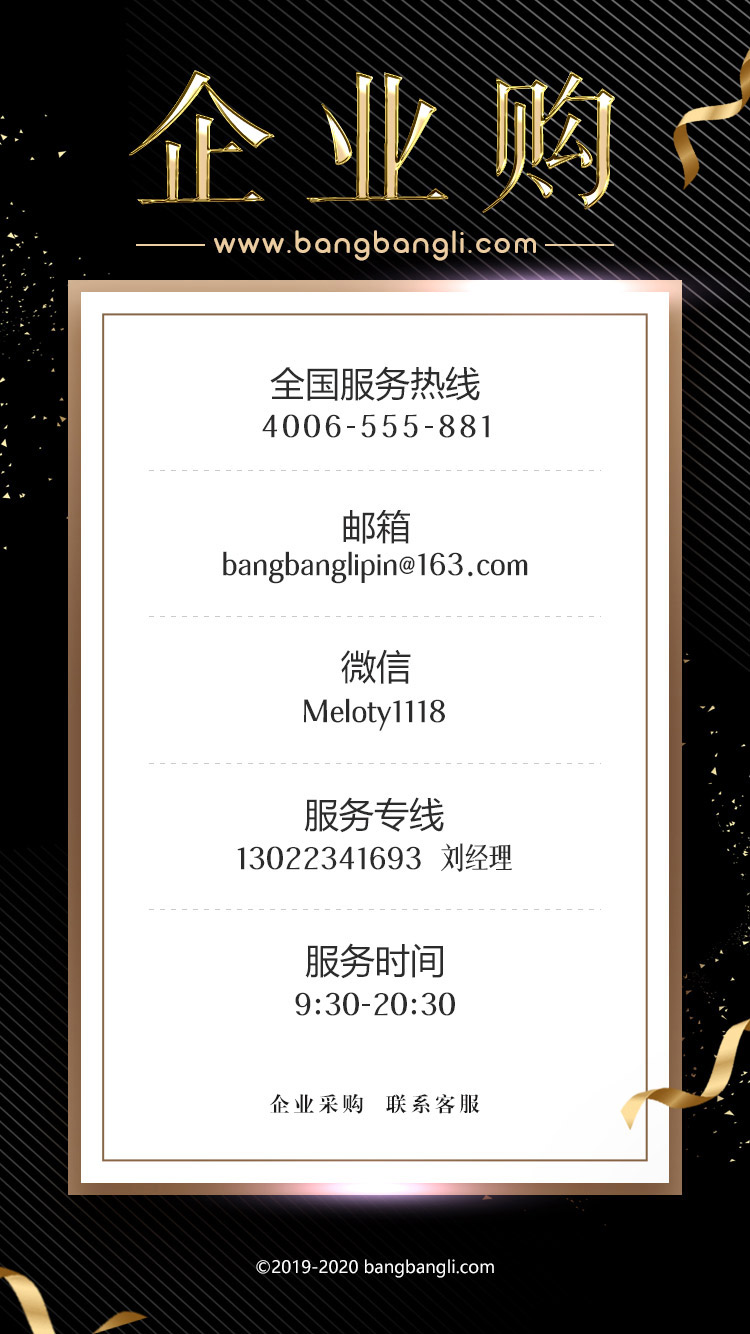 企业购
www.bangbangli.com
全国服务热线
4006-555-881
邮箱
bangbanglipin@163.com
微信
Meloty1118
服务专线
13022341693 刘经理
服务时间
9:30-20:30
企业采购 联系客服
©2019-2020 bangbangli.com